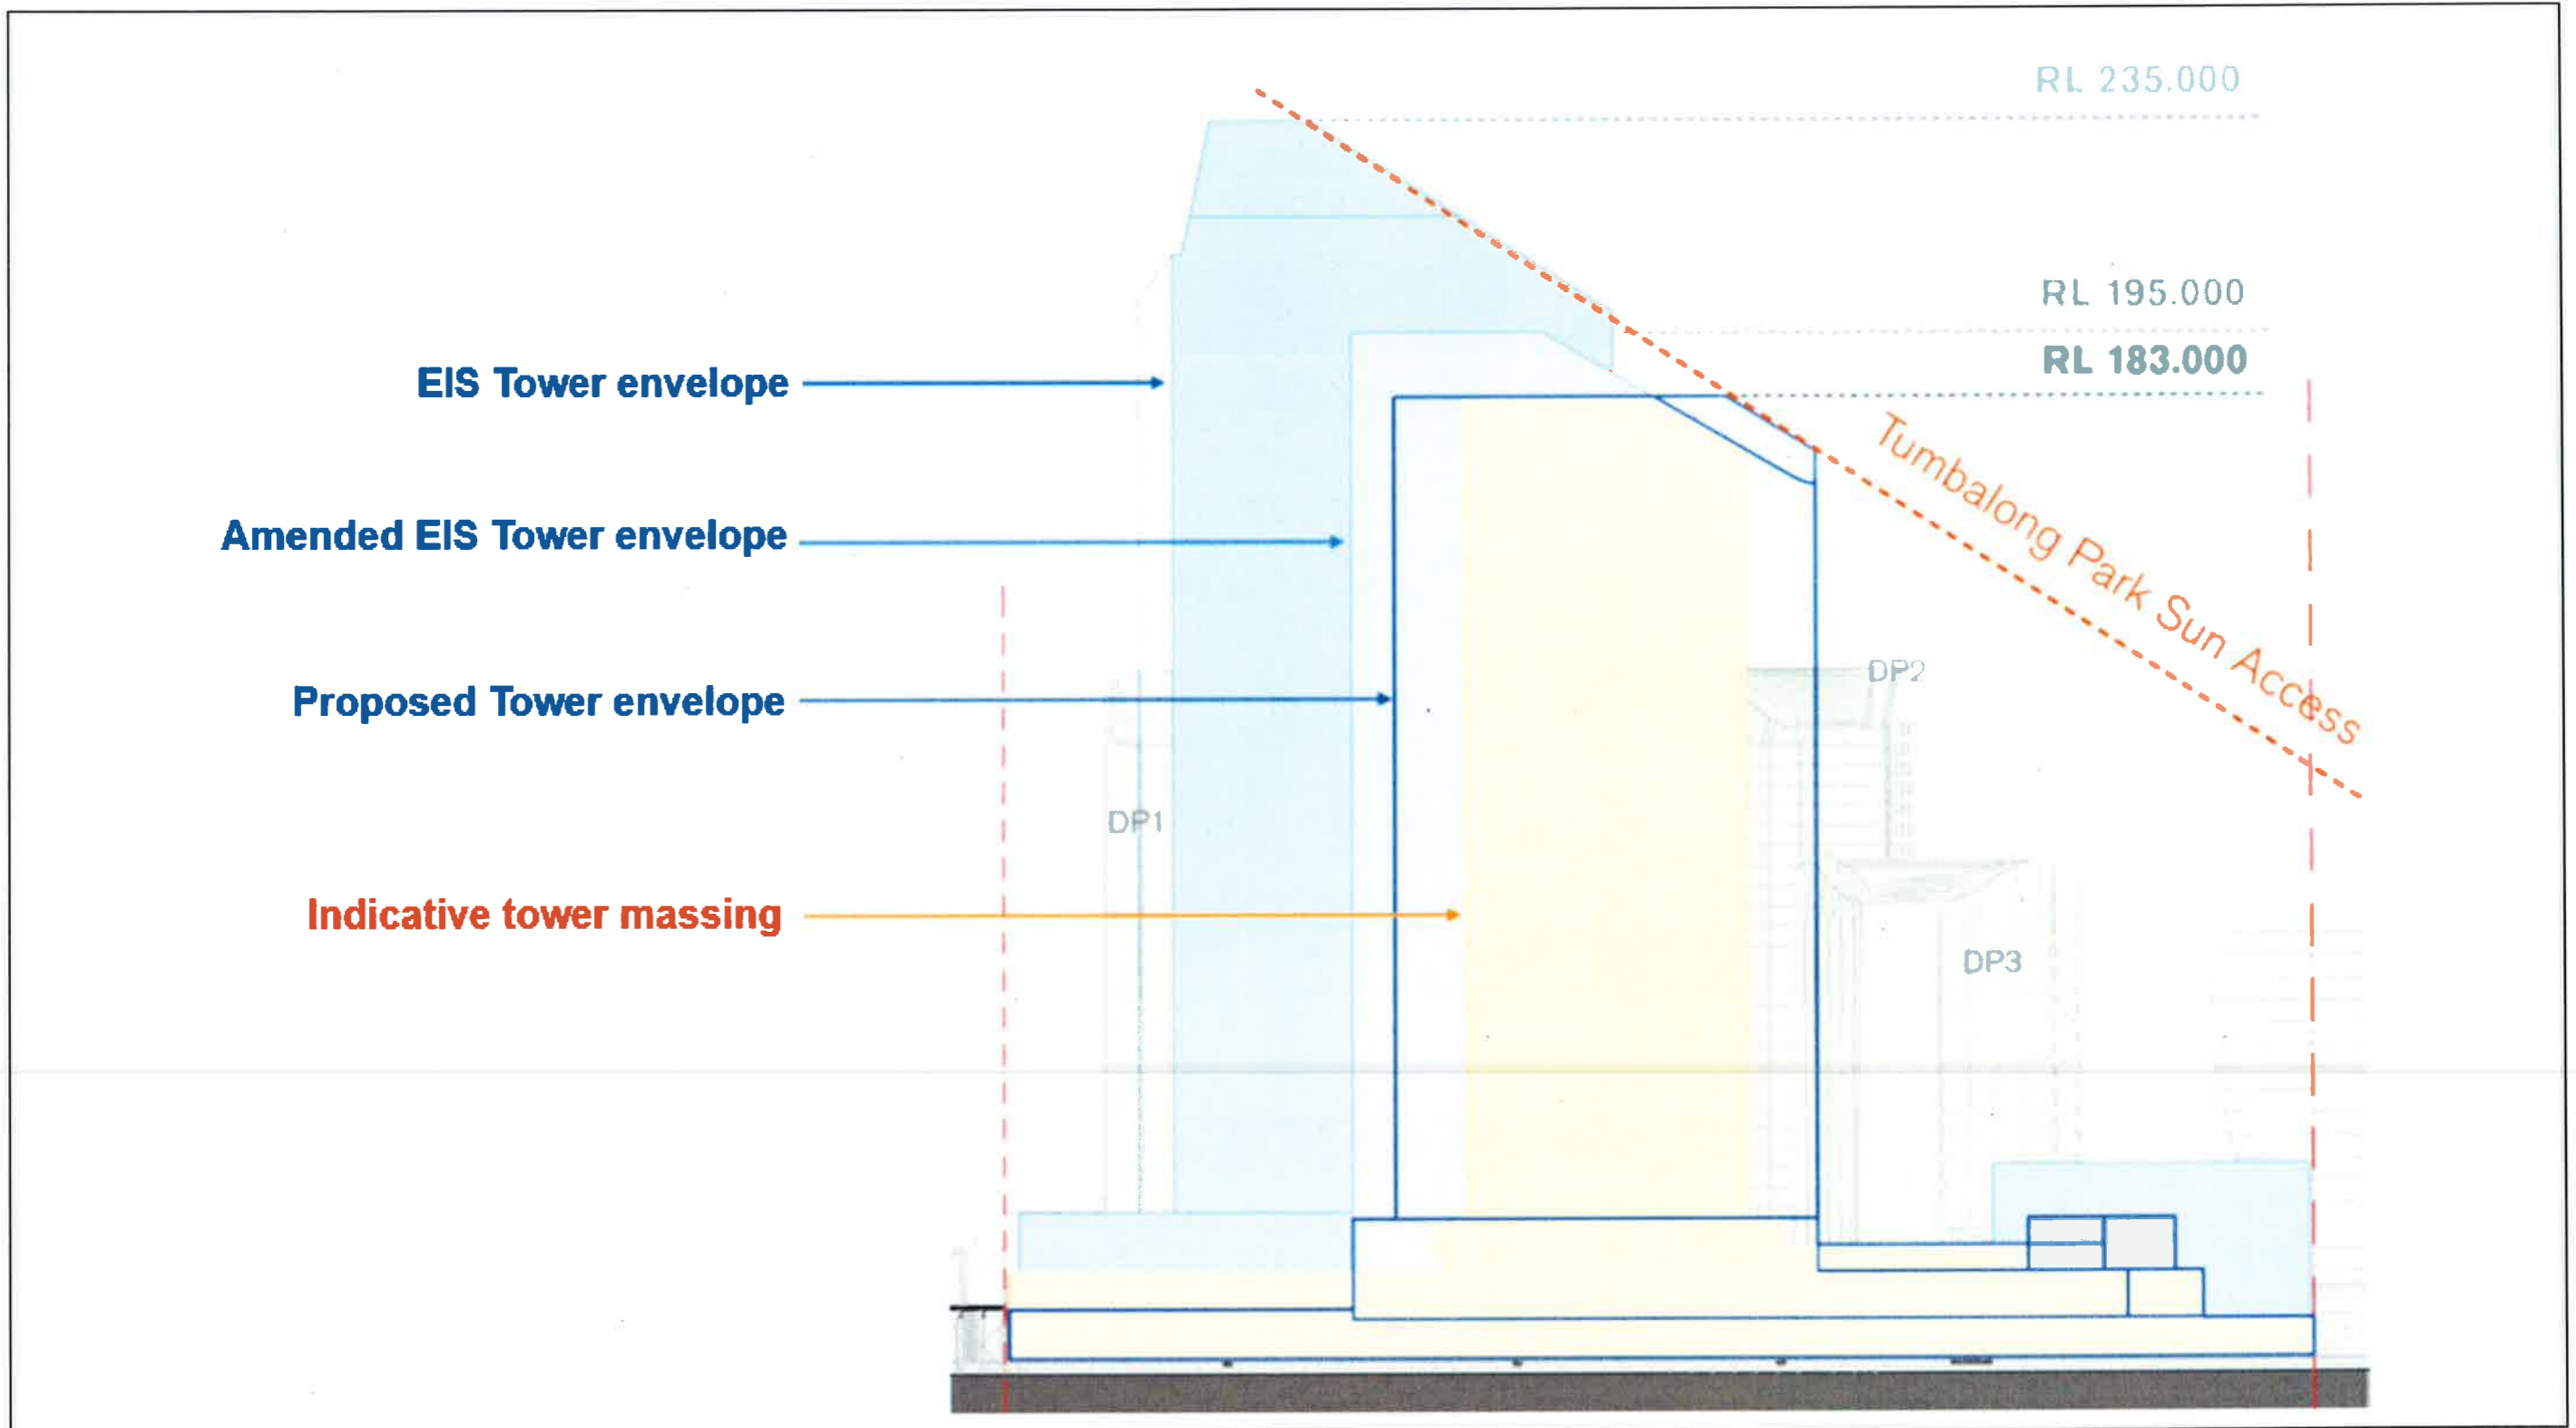 RL 235.000
RL 195.000
RL 183.000
EIS Tower envelope
Amended EIS Tower envelope
Proposed Tower envelope
Indicative tower massing
Tumbalong Park Sun Access
DP2
DP1
DP3